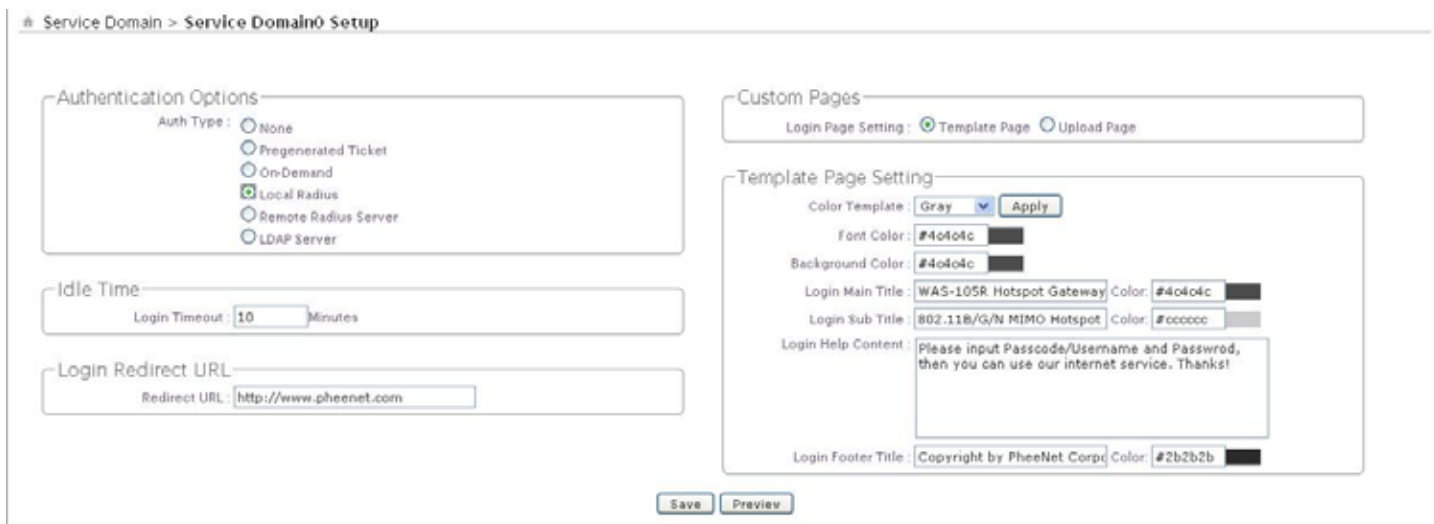 Service Domain > Service Domain0 Setup
Authentication Options
Auth Type :
None
Pregenerated Ticket
On-Demand
Local Radius
Remote Radius Server
LDAP Server
Idle Time
Login Timeout : 10 Minutes
Login Redirect URL
Redirect URL : http://www.pheenet.com
Custom Pages
Login Page Setting : Template Page Upload Page
Template Page Setting
Color Template : Gray Apply
Font Color : #4c4c4c
Background Color : #4c4c4c
Login Main Title : WAS-105R Hotspot Gateway Color: #4c4c4c
Login Sub Title : 802.11B/G/N MIMO Hotspot Color: #cccccc
Login Help Content : Please input Passcode/Username and Passwrod,
then you can use our internet service. Thanks!
Login Footer Title : Copyright by PheeNet Corpo Color: #2b2b2b
Save Preview